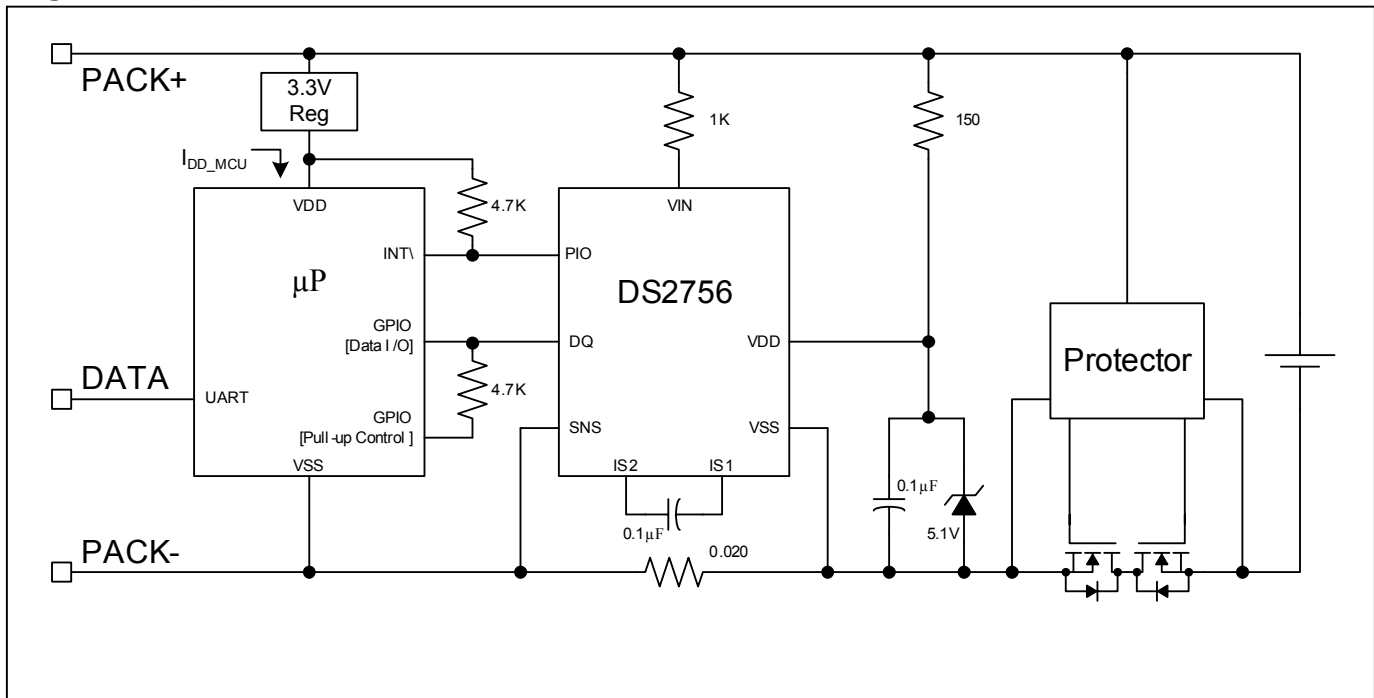 PACK+
3.3V
Reg
1K
150
IDD_MCU
VDD
4.7K
VIN
INT\
PIO
µP
DS2756
GPIO
[Data I /O]
DQ
VDD
Protector
DATA
UART
4.7K
GPIO
[Pull -up Control ]
SNS
VSS
VSS
IS2
IS1
0.1µF
0.1µF
5.1V
PACK-
0.020